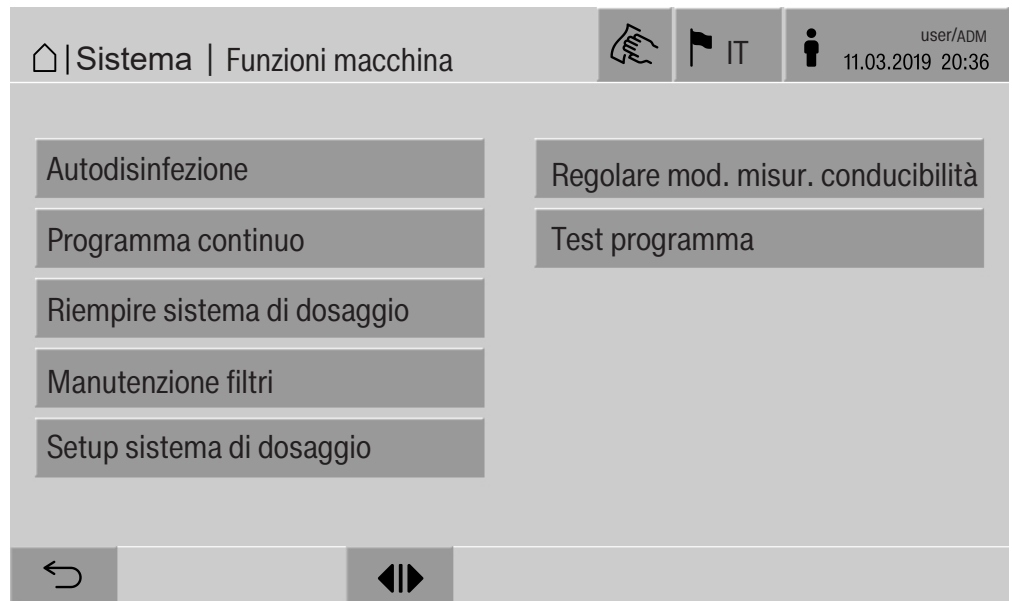 | Sistema | Funzioni macchina
IT
user/ADM
11.03.2019 20:36
Autodisinfezione
Programma continuo
Riempire sistema di dosaggio
Manutenzione filtri
Setup sistema di dosaggio
Regolare mod. misur. conducibilità
Test programma